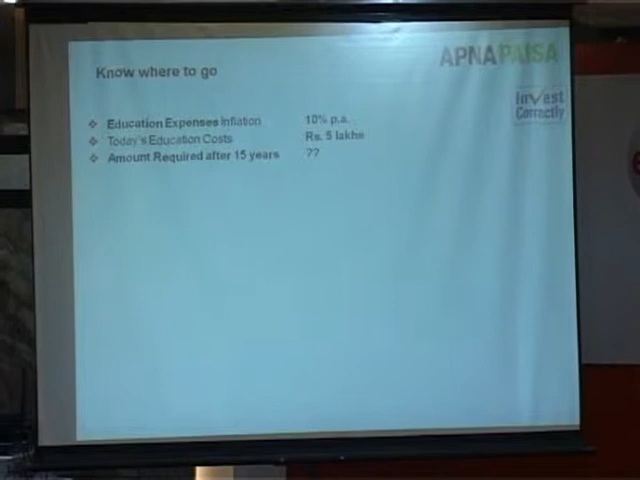 APNAPAISA
Know where to go
Invest
Correctly
❖ Education Expenses Inflation 10% p.a.
❖ Today's Education Costs Rs. 5 lakhs
❖ Amount Required after 15 years ??